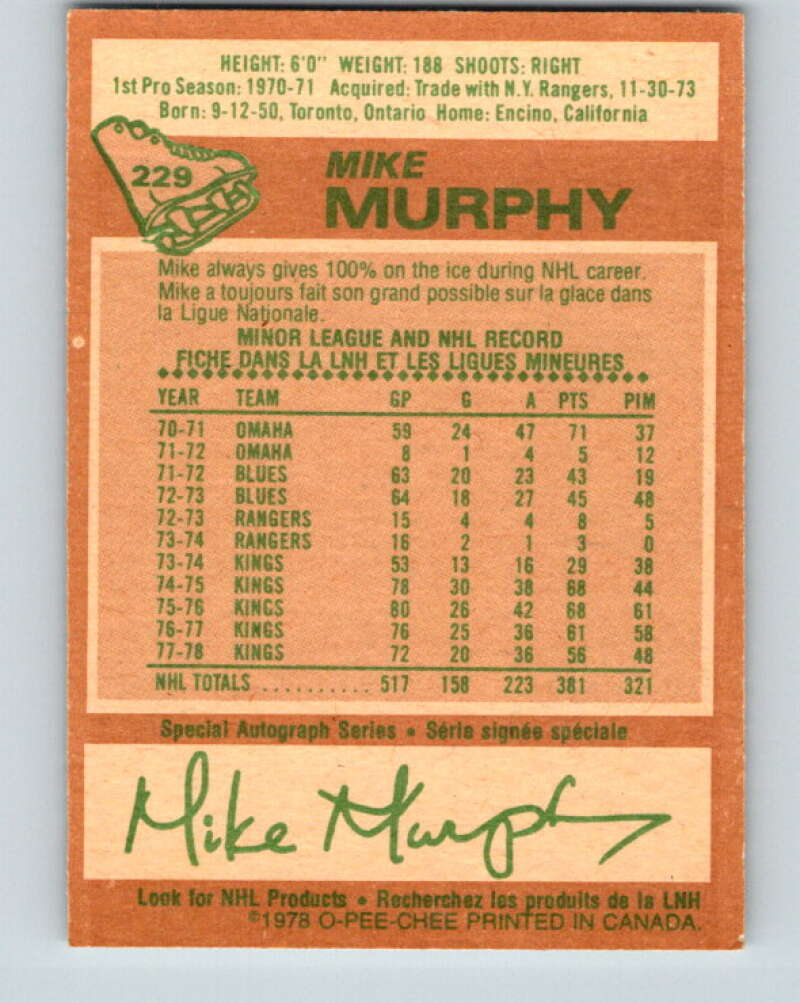 HEIGHT: 6'0" WEIGHT: 188 SHOOTS: RIGHT
1st Pro Season: 1970-71 Acquired: Trade with N.Y. Rangers, 11-30-73
Born: 9-12-50, Toronto, Ontario Home: Encino, California
229
MIKE
MURPHY
Mike always gives 100% on the ice during NHL career.
Mike a toujours fait son grand possible sur la glace dans
la Ligue Nationale.
MINOR LEAGUE AND NHL RECORD
FICHE DANS LA LNH ET LES LIGUES MINEURES
YEAR TEAM GP G A PTS PIM
70-71 OMAHA 59 24 47 71 37
71-72 OMAHA 8 1 4 5 12
71-72 BLUES 63 20 23 43 19
72-73 BLUES 64 18 27 45 48
72-73 RANGERS 15 4 4 8 5
73-74 RANGERS 16 2 1 3 0
73-74 KINGS 53 13 16 29 38
74-75 KINGS 78 30 38 68 44
75-76 KINGS 80 26 42 68 61
76-77 KINGS 76 25 36 61 58
77-78 KINGS 72 20 36 56 48
NHL TOTALS .......... 517 158 223 381 321
Special Autograph Series • Série signée spéciale
Mike Murphy
Look for NHL Products • Recherchez les produits de la LNH
©1978 O-PEE-CHEE PRINTED IN CANADA.